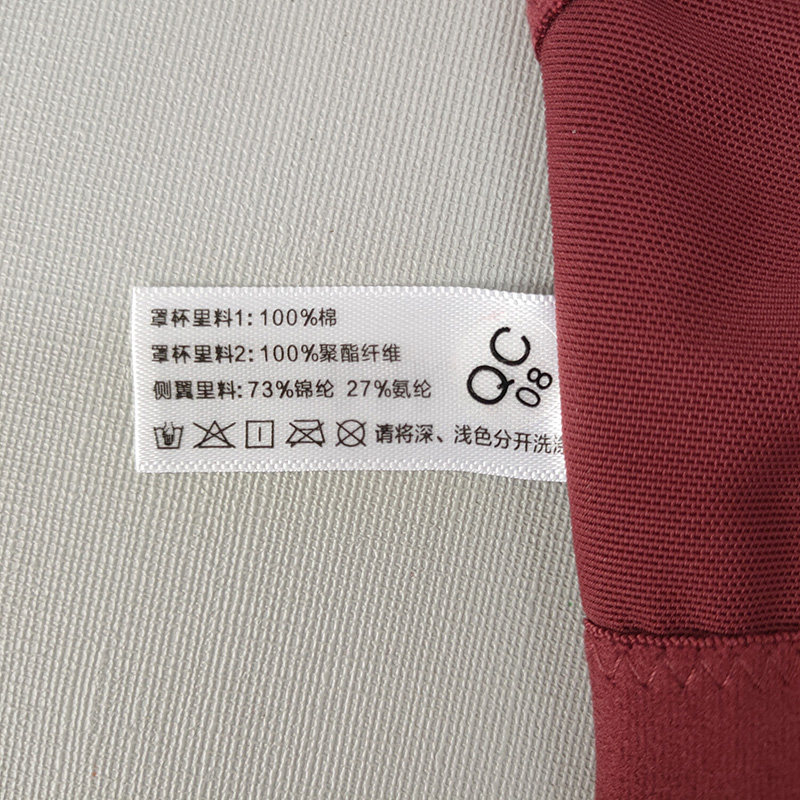 罩杯里料1: 100%棉
罩杯里料2: 100%聚酯纤维
侧翼里料: 73%锦纶 27%氨纶
请将深、浅色分开洗涤
QC
08